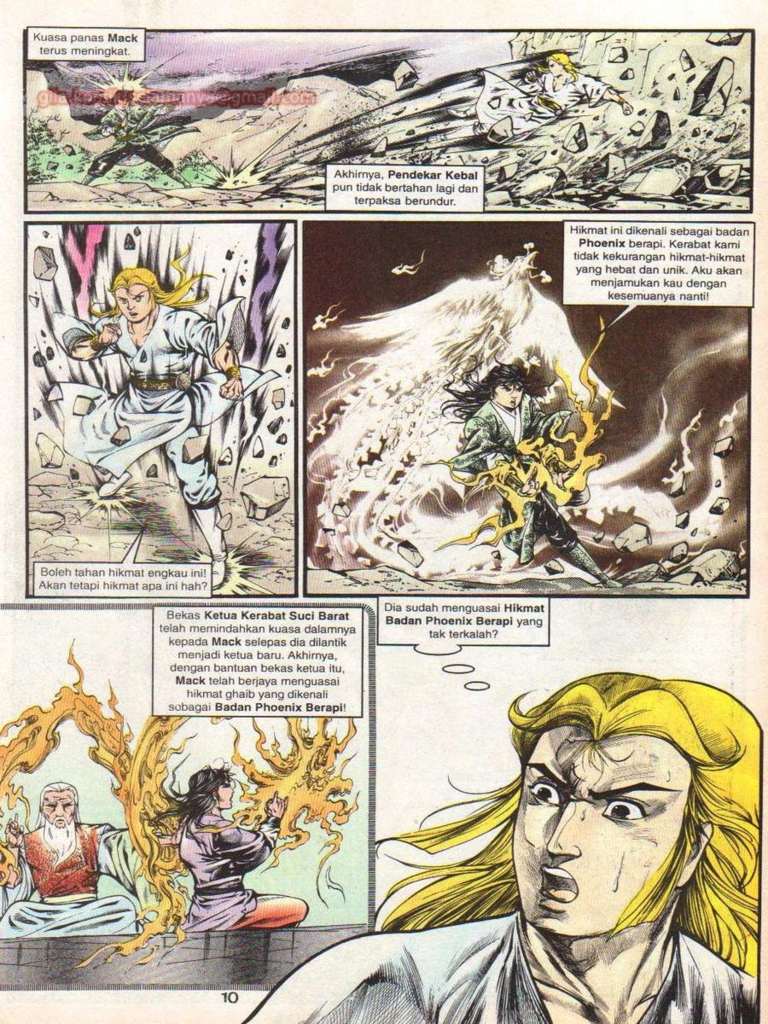 Kuasa panas Mack
terus meningkat.
Akhirnya, Pendekar Kebal
pun tidak bertahan lagi dan
terpaksa berundur.
Hikmat ini dikenali sebagai badan
Phoenix berapi. Kerabat kami
tidak kekurangan hikmat-hikmat
yang hebat dan unik. Aku akan
menjamukan kau dengan
kesemuanya nanti!
Boleh tahan hikmat engkau ini!
Akan tetapi hikmat apa ini hah?
Bekas Ketua Kerabat Suci Barat
telah memindahkan kuasa dalamnya
kepada Mack selepas dia dilantik
menjadi ketua baru. Akhirnya,
dengan bantuan bekas ketua itu,
Mack telah berjaya menguasai
hikmat ghaib yang dikenali
sebagai Badan Phoenix Berapi!
Dia sudah menguasai Hikmat
Badan Phoenix Berapi yang
tak terkalah?
10